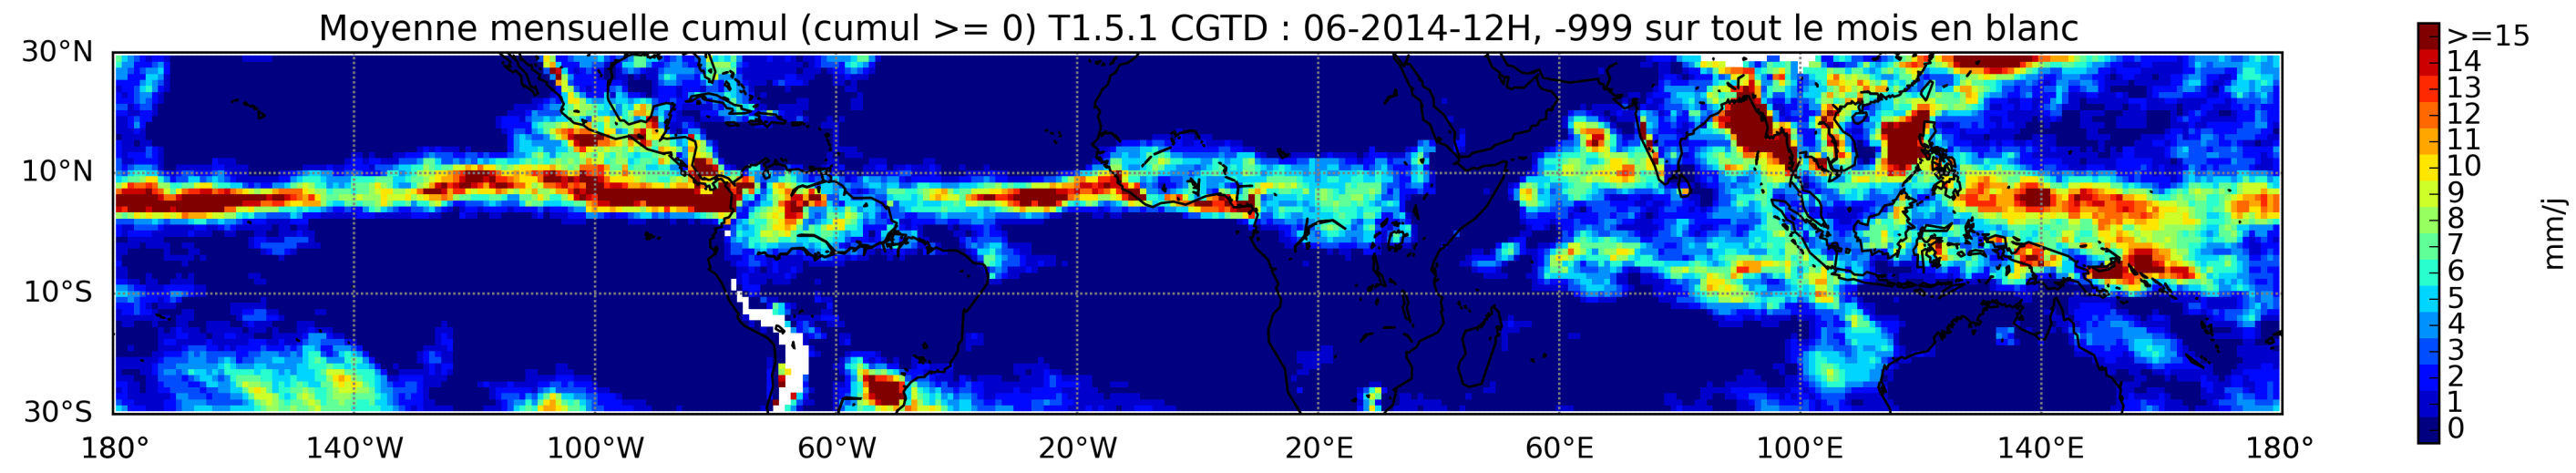 Moyenne mensuelle cumul (cumul >= 0) T1.5.1 CGTD : 06-2014-12H, -999 sur tout le mois en blanc
30°N
10°N
10°S
30°S
180° 140°W 100°W 60°W 20°W 20°E 60°E 100°E 140°E 180°
>=15
14
13
12
11
10
9
8
7
6
5
4
3
2
1
0
mm/j